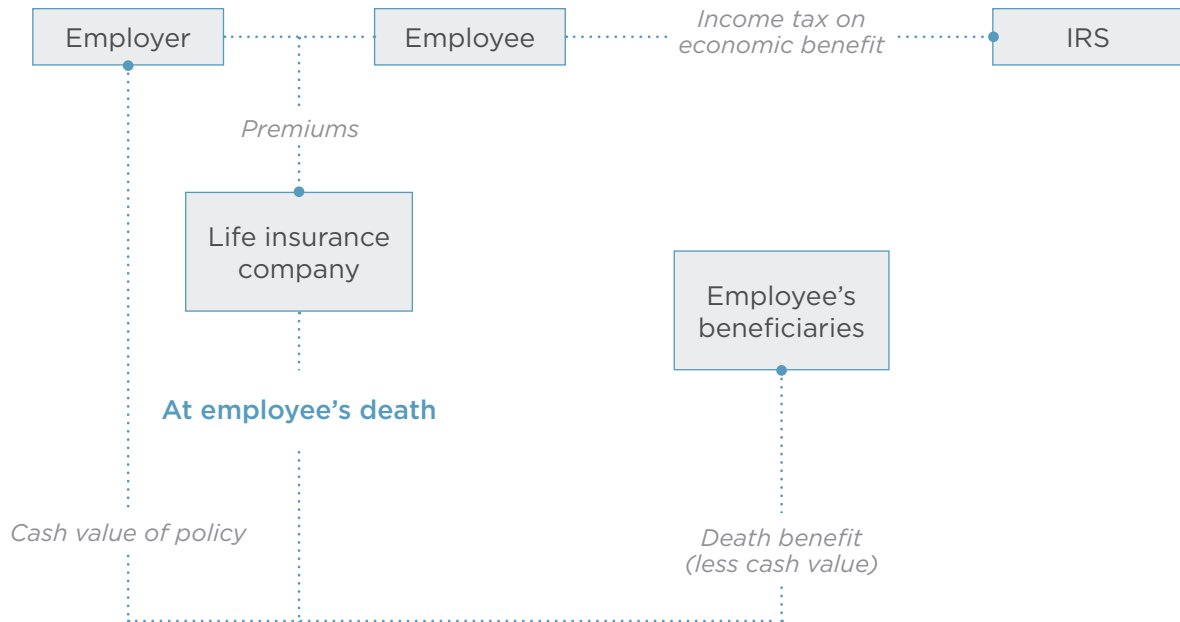 Employer
Employee
Income tax on
economic benefit
IRS
Premiums
Life insurance
company
Employee’s
beneficiaries
At employee’s death
Cash value of policy
Death benefit
(less cash value)